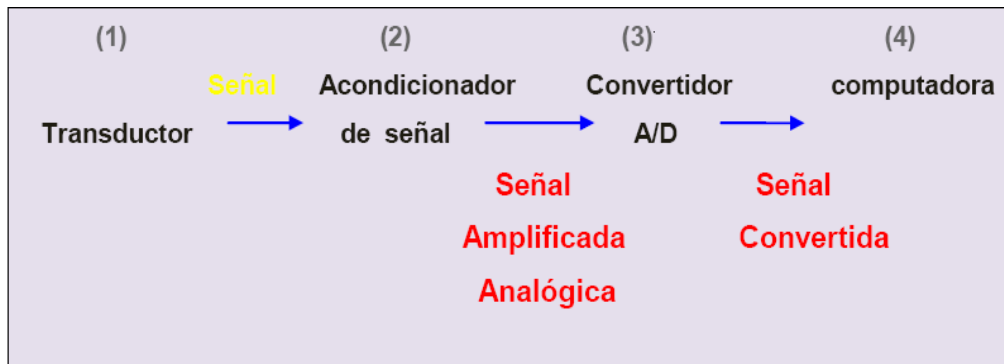 (1) (2) (3) (4)
Señal Acondicionador Convertidor computadora
Transductor de señal A/D
Señal Señal
Amplificada Convertida
Analógica